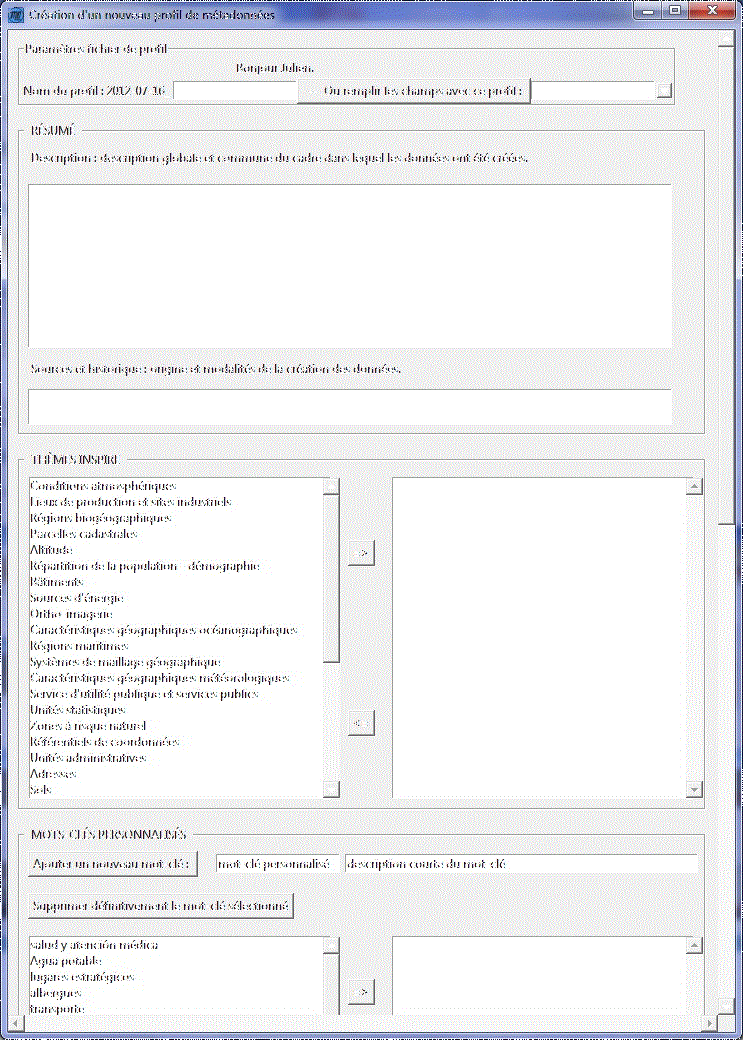 Création d'un nouveau profil de métadonnées
Paramètres fichier de profil
Bonjour Julien.
Nom du profil : 2012-07-16
Ou remplir les champs avec ce profil :
RÉSUMÉ
Description : description globale et commune du cadre dans lequel les données ont été créées.
Sources et historique : origine et modalités de la création des données.
THÈMES INSPIRE
Conditions atmosphériques
Lieux de production et sites industriels
Régions biogéographiques
Parcelles cadastrales
Altitude
->
Répartition de la population - démographie
Bâtiments
Sources d'énergie
Ortho-imagerie
Caractéristiques géographiques océanographiques
Régions maritimes
Systèmes de maillage géographique
Caractéristiques géographiques météorologiques
Service d'utilité publique et services publics
Unités statistiques
<-
Zones à risque naturel
Référentiels de coordonnées
Unités administratives
Adresses
Sols
MOTS-CLÉS PERSONNALISÉS
Ajouter un nouveau mot-clé :
mot-clé personnalisé
description courte du mot-clé
Supprimer définitivement le mot-clé sélectionné
salud y atención médica
Agua potable
lugares estratégicos
albergues
->
transporte